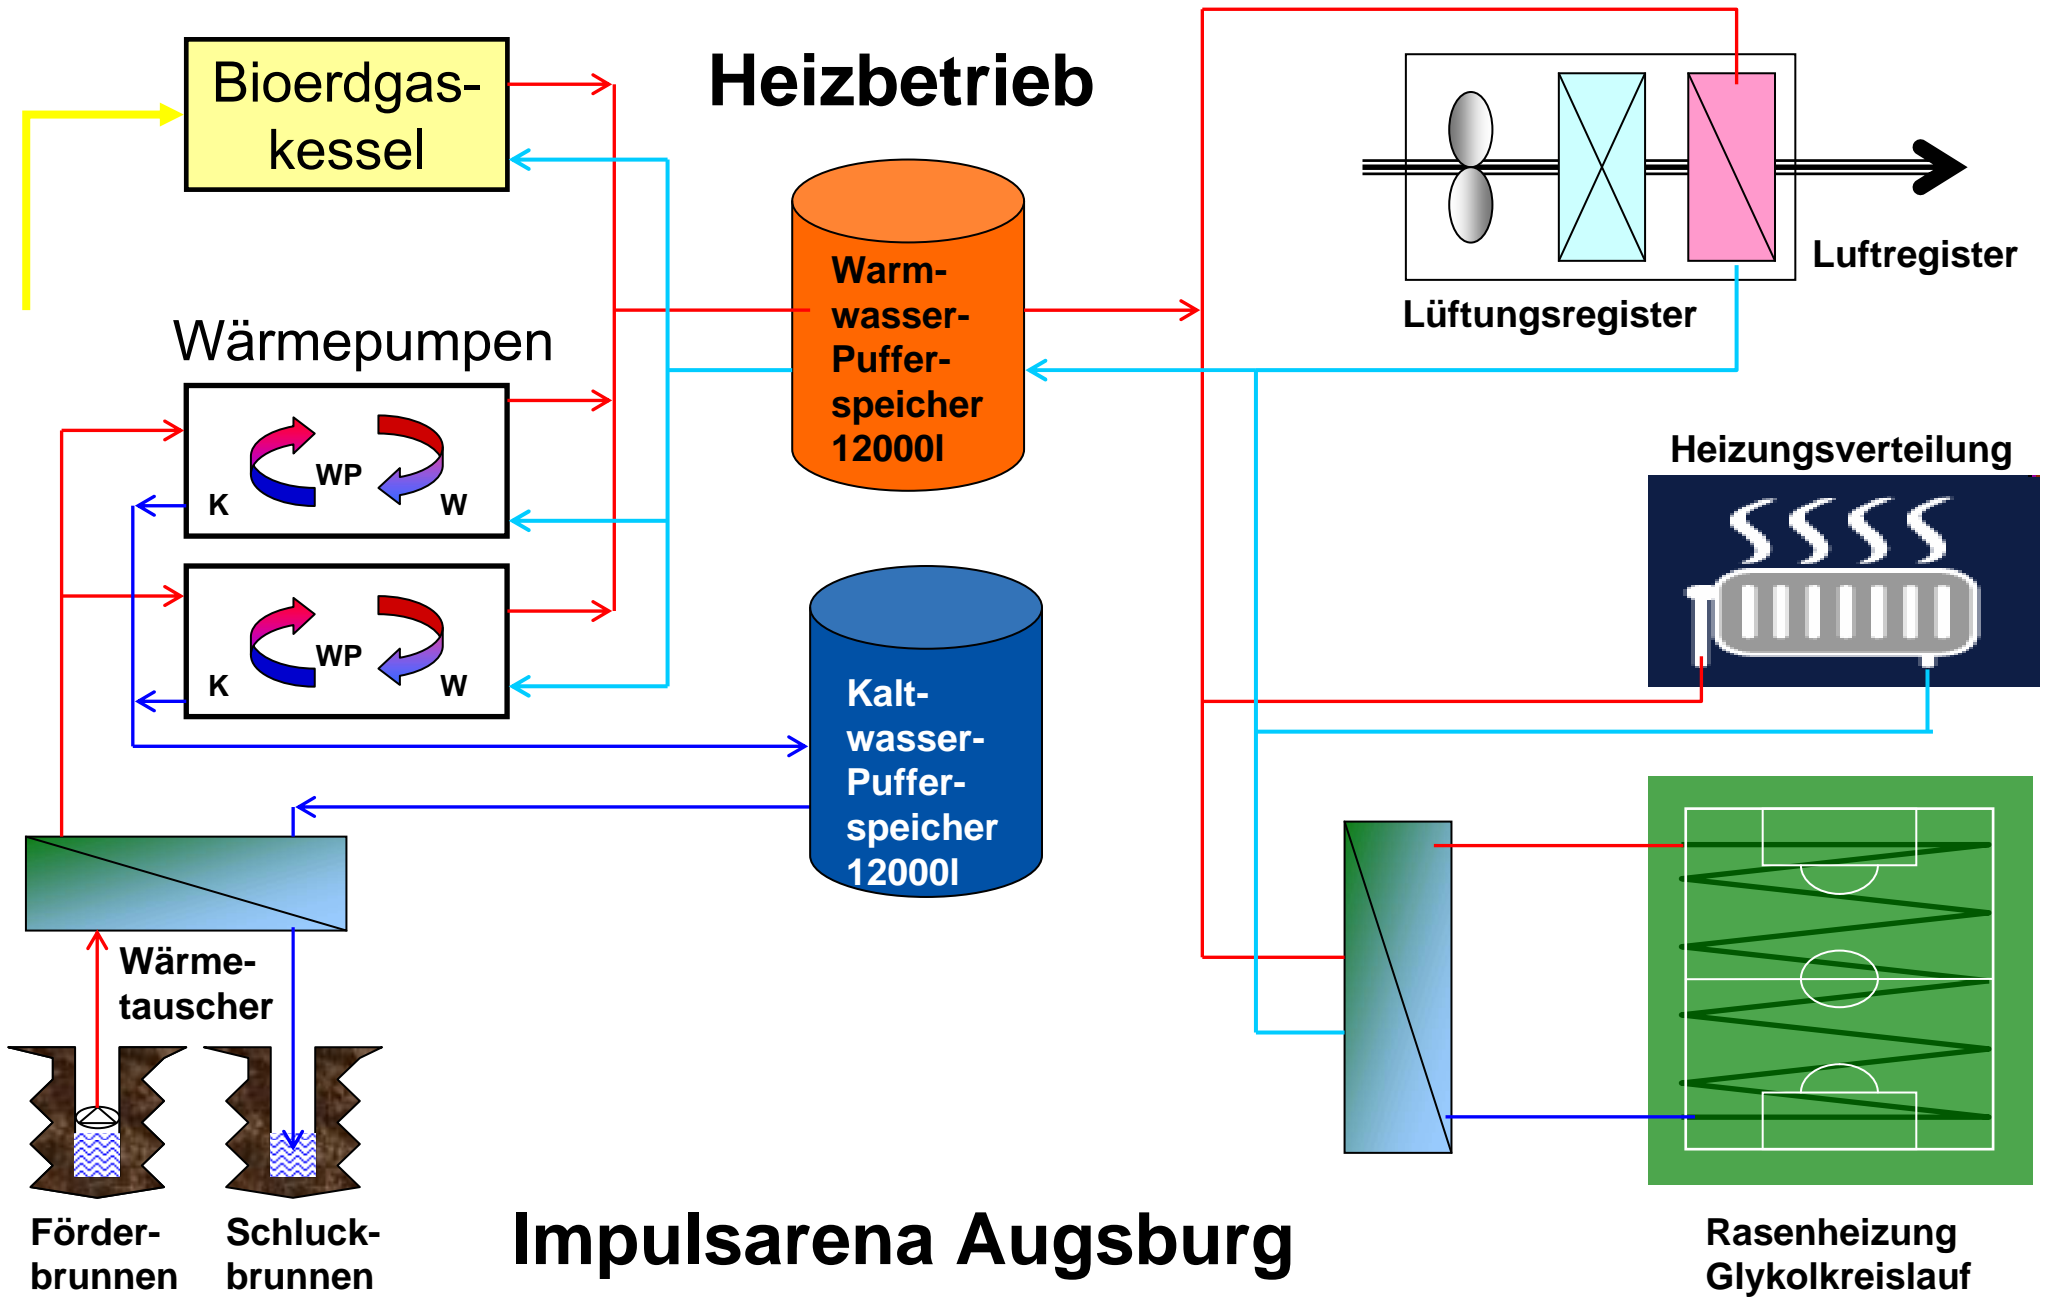 Heizbetrieb
Bioerdgas-
kessel
Wärmepumpen
WP
K
W
WP
K
W
Warm-
wasser-
Puffer-
speicher
12000l
Kalt-
wasser-
Puffer-
speicher
12000l
Luftregister
Lüftungsregister
Heizungsverteilung
Wärme-
tauscher
Förder-
brunnen
Schluck-
brunnen
Impulsarena Augsburg
Rasenheizung
Glykolkreislauf